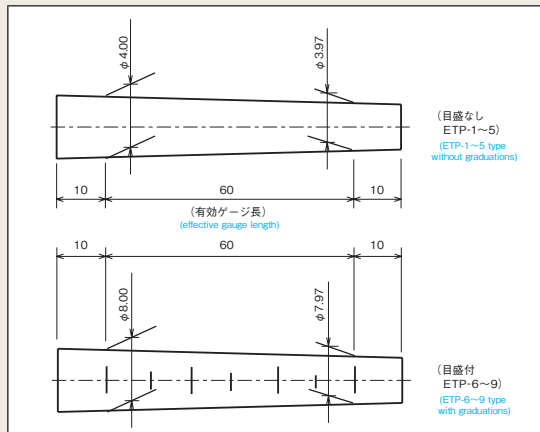 φ4.00
φ3.97
(目盛なし
ETP-1～5)
(ETP-1～5 type
without graduations)
10
60
10
(有効ゲージ長)
(effective gauge length)
10
60
10
φ8.00
φ7.97
(目盛付
ETP-6～9)
(ETP-6～9 type
with graduations)